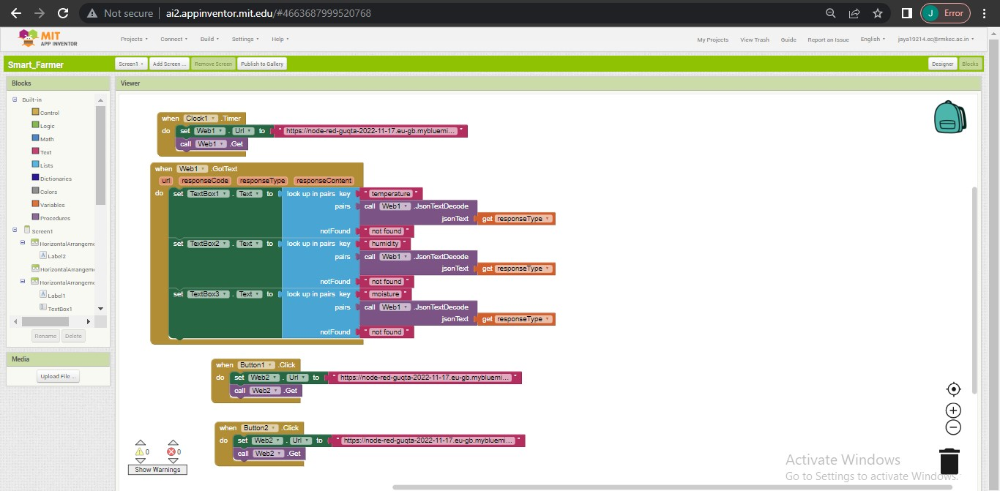 Not secure | ai2.appinventor.mit.edu/#4663687999520768 J Error
MIT APP INVENTOR Projects Connect Build Settings Help My Projects View Trash Guide Report an Issue English jaya19214.ec@rmkec.ac.in
Smart_Farmer Screen1 Add Screen ... Remove Screen Publish to Gallery Designer Blocks
Blocks Viewer
Built-in
Control
Logic
Math
Text
Lists
Dictionaries
Colors
Variables
Procedures
Screen1
HorizontalArrangeme
Label2
HorizontalArrangeme
HorizontalArrangeme
Label1
TextBox1
Rename Delete
Media
Upload File ...
when Clock1 .Timer
do set Web1 . Url to " https://node-red-guqta-2022-11-17.eu-gb.mybluemi... "
call Web1 .Get
when Web1 .GotText
url responseCode responseType responseContent
do set TextBox1 . Text to look up in pairs key " temperature "
pairs call Web1 .JsonTextDecode
jsonText get responseType
notFound " not found "
set TextBox2 . Text to look up in pairs key " humidity "
pairs call Web1 .JsonTextDecode
jsonText get responseType
notFound " not found "
set TextBox3 . Text to look up in pairs key " moisture "
pairs call Web1 .JsonTextDecode
jsonText get responseType
notFound " not found "
when Button1 .Click
do set Web2 . Url to " https://node-red-guqta-2022-11-17.eu-gb.mybluemi... "
call Web2 .Get
when Button2 .Click
do set Web2 . Url to " https://node-red-guqta-2022-11-17.eu-gb.mybluemi... "
call Web2 .Get
0 0
Show Warnings
Activate Windows
Go to Settings to activate Windows.